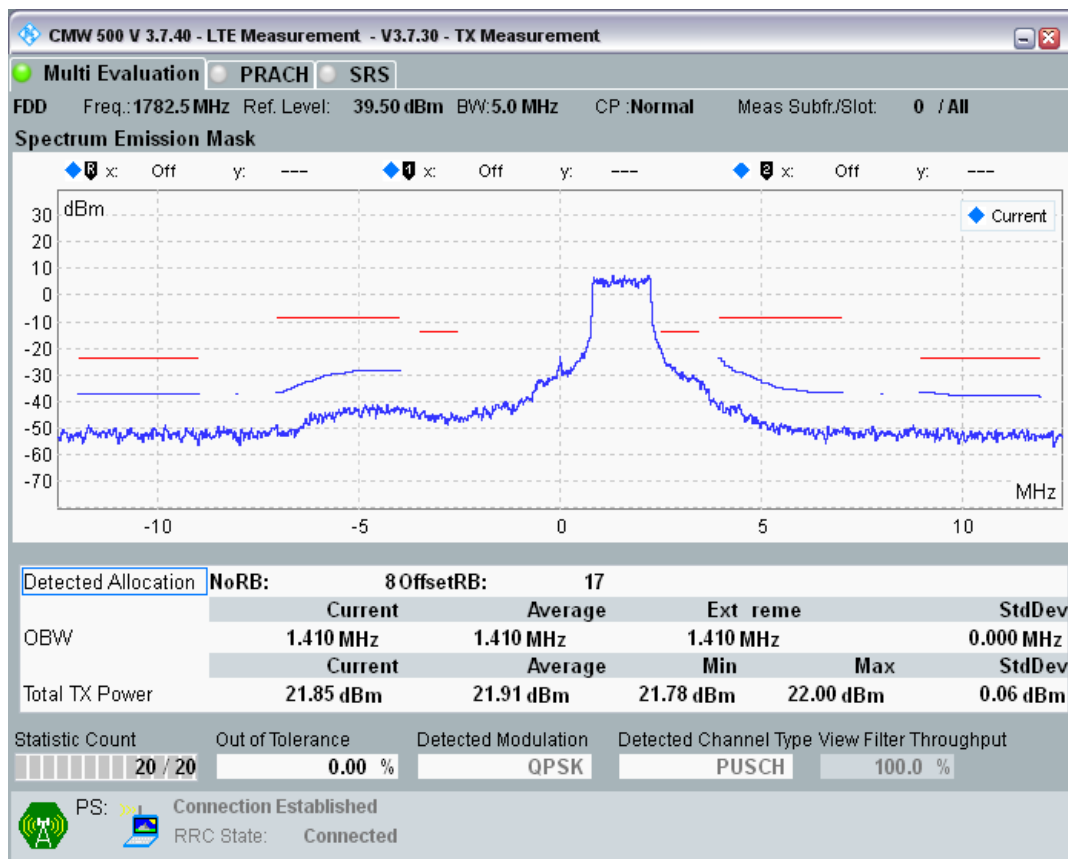 CMW 500 V 3.7.40 - LTE Measurement - V3.7.30 - TX Measurement
Multi Evaluation PRACH SRS
FDD Freg.:1782.5 MHz Ref. Level: 39.50 dBm BW:5.0 MHz CP :Normal Meas Subfr./Slot: 0 / All
Spectrum Emission Mask
R x: Off y: --- 1 x: Off y: --- 2 x: Off y: ---
dBm
Current
30
20
10
0
-10
-20
-30
-40
-50
-60
-70
MHz
-10 -5 0 5 10
Detected Allocation NoRB: 8 OffsetRB: 17
Current Average Ext reme StdDev
OBW 1.410 MHz 1.410 MHz 1.410 MHz 0.000 MHz
Current Average Min Max StdDev
Total TX Power 21.85 dBm 21.91 dBm 21.78 dBm 22.00 dBm 0.06 dBm
Statistic Count Out of Tolerance Detected Modulation Detected Channel Type View Filter Throughput
20 / 20 0.00 % QPSK PUSCH 100.0 %
PS: Connection Established
RRC State: Connected